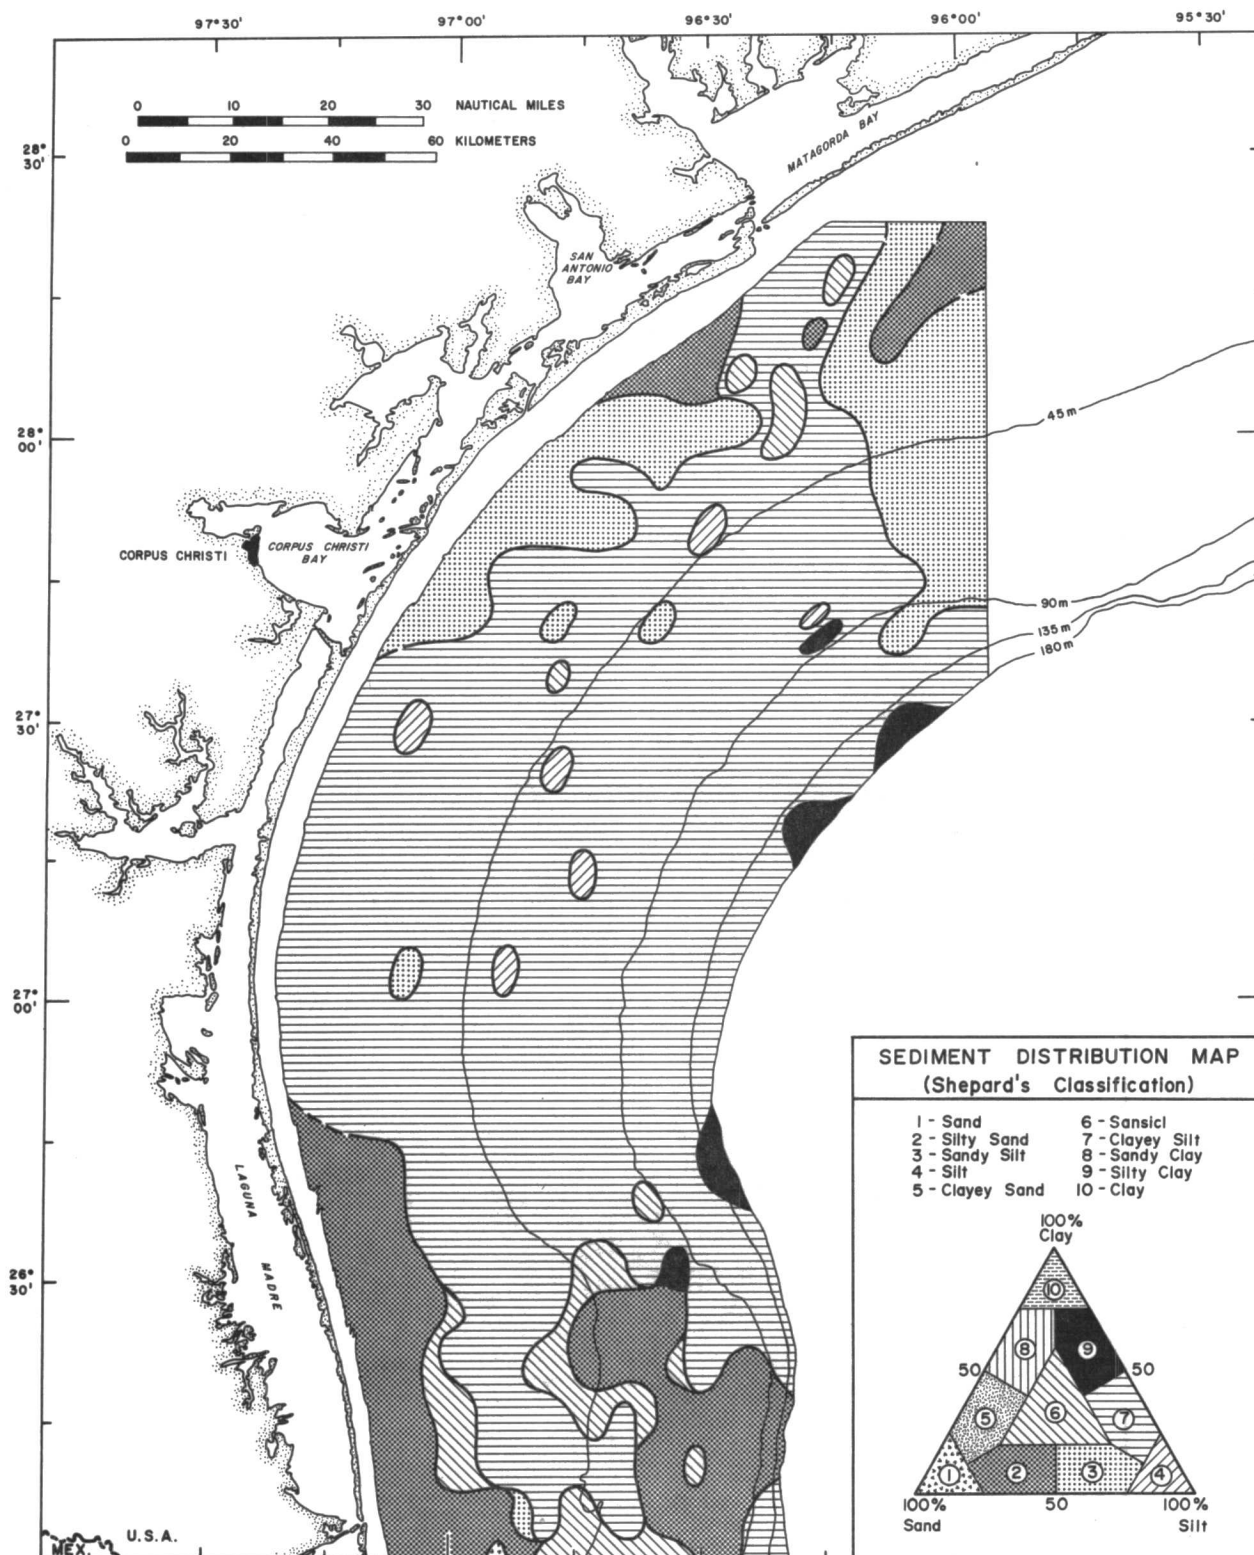 97°30'
97°00'
96°30'
96°00'
95°30'
0 10 20 30 NAUTICAL MILES
0 20 40 60 KILOMETERS
28°
30'
MATAGORDA BAY
SAN
ANTONIO
BAY
45m
28°
00'
CORPUS CHRISTI
CORPUS CHRISTI
BAY
90m
135m
180m
27°
30'
27°
00'
SEDIMENT DISTRIBUTION MAP
(Shepard's Classification)
1 - Sand
2 - Silty Sand
3 - Sandy Silt
4 - Silt
5 - Clayey Sand
6 - Sansicl
7 - Clayey Silt
8 - Sandy Clay
9 - Silty Clay
10 - Clay
LAGUNA MADRE
26°
30'
100%
Clay
10
8
9
50
50
5
6
7
1
2
3
4
100%
Sand
50
100%
Silt
U.S.A.
MEX.